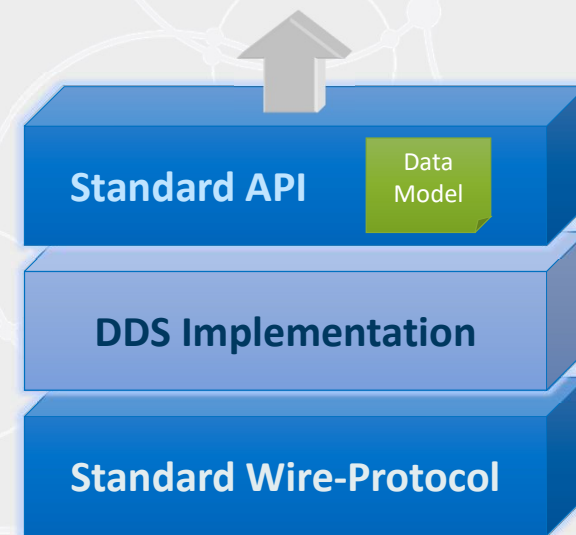 Standard API
Data
Model
DDS Implementation
Standard Wire-Protocol